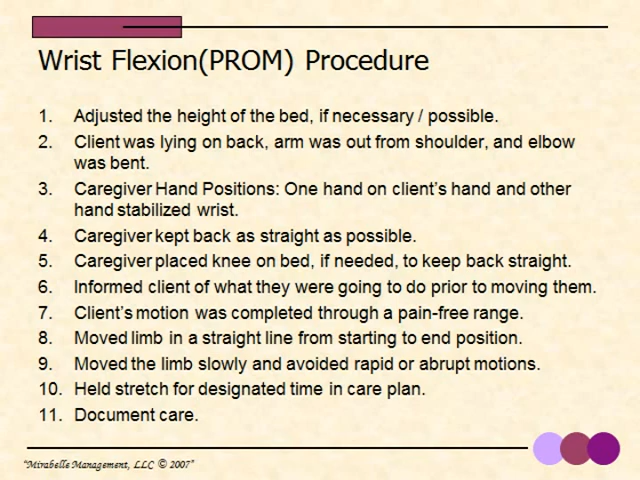 Wrist Flexion(PROM) Procedure
1. Adjusted the height of the bed, if necessary / possible.
2. Client was lying on back, arm was out from shoulder, and elbow
was bent.
3. Caregiver Hand Positions: One hand on client's hand and other
hand stabilized wrist.
4. Caregiver kept back as straight as possible.
5. Caregiver placed knee on bed, if needed, to keep back straight.
6. Informed client of what they were going to do prior to moving them.
7. Client's motion was completed through a pain-free range.
8. Moved limb in a straight line from starting to end position.
9. Moved the limb slowly and avoided rapid or abrupt motions.
10. Held stretch for designated time in care plan.
11. Document care.
"Mirabelle Management, LLC © 2007"